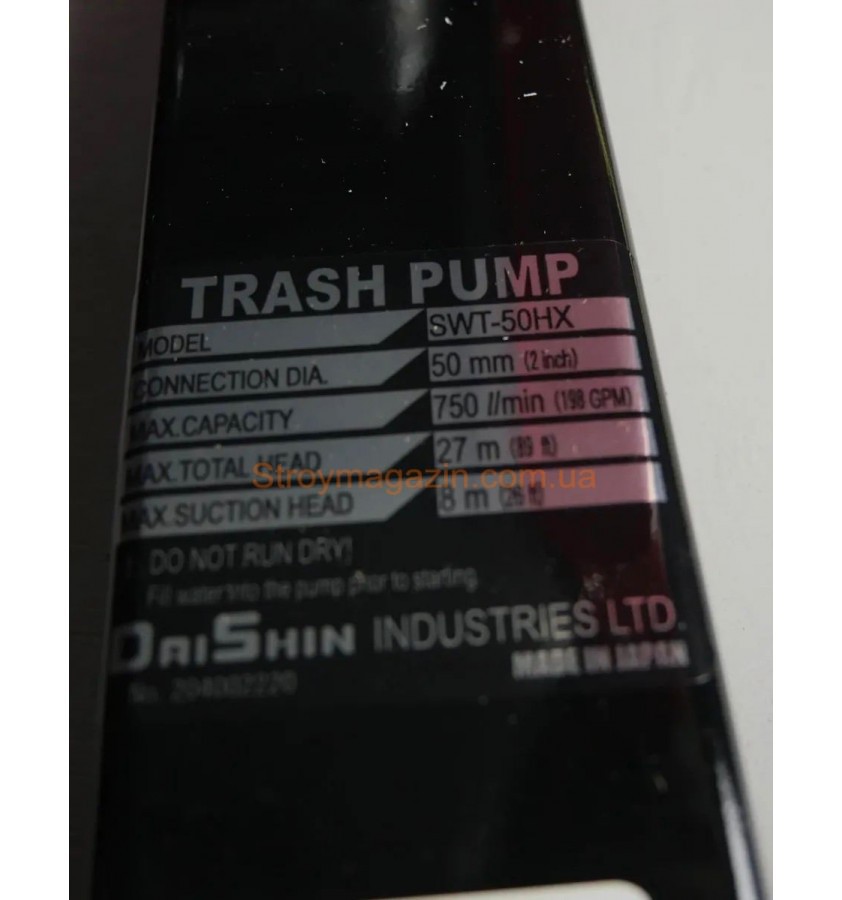 TRASH PUMP
MODEL SWT-50HX
CONNECTION DIA. 50 mm (2 inch)
MAX.CAPACITY 750 l/min (198 GPM)
MAX.TOTAL HEAD 27 m (89 ft)
Stroymagazin.com.ua
MAX.SUCTION HEAD 8 m (26 ft)
! DO NOT RUN DRY!
Fill water into the pump prior to starting.
DAISHIN INDUSTRIES LTD.
MADE IN JAPAN
No.